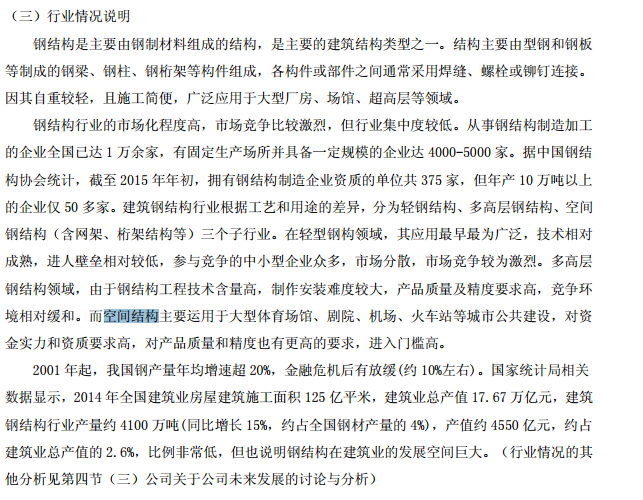 （三）行业情况说明
钢结构是主要由钢制材料组成的结构，是主要的建筑结构类型之一。结构主要由型钢和钢板
等制成的钢梁、钢柱、钢桁架等构件组成，各构件或部件之间通常采用焊缝、螺栓或铆钉连接。
因其自重较轻，且施工简便，广泛应用于大型厂房、场馆、超高层等领域。
钢结构行业的市场化程度高，市场竞争比较激烈，但行业集中度较低。从事钢结构制造加工
的企业全国已达 1 万余家，有固定生产场所并具备一定规模的企业达 4000-5000 家。据中国钢结
构协会统计，截至 2015 年年初，拥有钢结构制造企业资质的单位共 375 家，但年产 10 万吨以上
的企业仅 50 多家。建筑钢结构行业根据工艺和用途的差异，分为轻钢结构、多高层钢结构、空间
钢结构（含网架、桁架结构等）三个子行业。在轻型钢构领域，其应用最早最为广泛，技术相对
成熟，进人壁垒相对较低，参与竞争的中小型企业众多，市场分散，市场竞争较为激烈。多高层
钢结构领域，由于钢结构工程技术含量高，制作安装难度较大，产品质量及精度要求高，竞争环
境相对缓和。而空间结构主要运用于大型体育场馆、剧院、机场、火车站等城市公共建设，对资
金实力和资质要求高，对产品质量和精度也有更高的要求，进入门槛高。
2001 年起，我国钢产量年均增速超 20%，金融危机后有放缓(约 10%左右)。国家统计局相关
数据显示，2014 年全国建筑业房屋建筑施工面积 125 亿平米，建筑业总产值 17.67 万亿元，建筑
钢结构行业产量约 4100 万吨(同比增长 15%，约占全国钢材产量的 4%)，产值约 4550 亿元，约占
建筑业总产值的 2.6%，比例非常低，但也说明钢结构在建筑业的发展空间巨大。（行业情况的其
他分析见第四节（三）公司关于公司未来发展的讨论与分析）